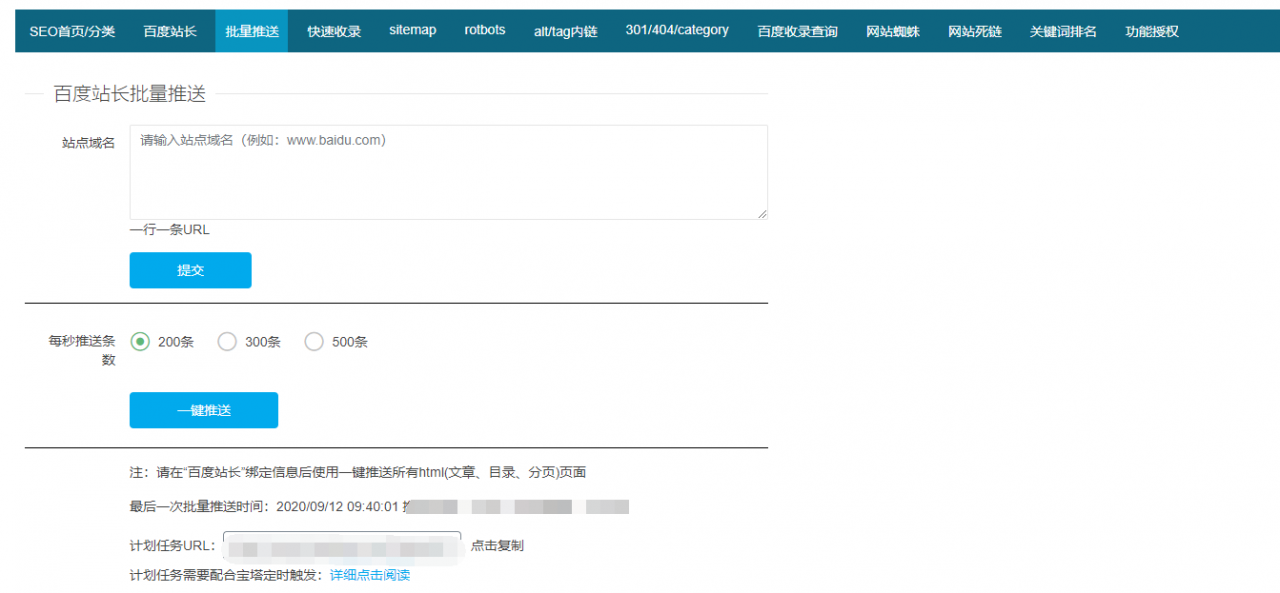 SEO首页/分类 百度站长 批量推送 快速收录 sitemap rotbots alt/tag内链 301/404/category 百度收录查询 网站蜘蛛 网站死链 关键词排名 功能授权
百度站长批量推送
站点域名 请输入站点域名（例如：www.baidu.com）
一行一条URL
提交
每秒推送条数 200条 300条 500条
一键推送
注：请在“百度站长”绑定信息后使用一键推送所有html(文章、目录、分页)页面
最后一次批量推送时间：2020/09/12 09:40:01
计划任务URL： 点击复制
计划任务需要配合宝塔定时触发：详细点击阅读